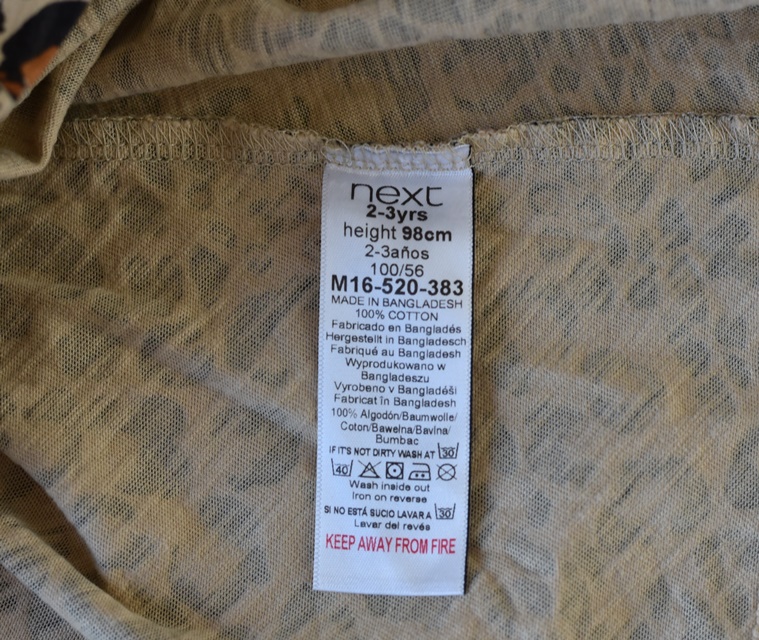 next
2-3yrs
height 98cm
2-3años
100/56
M16-520-383
MADE IN BANGLADESH
100% COTTON
Fabricado en Bangladés
Hergestellt in Bangladesch
Fabriqué au Bangladesh
Wyprodukowano w
Bangladeszu
Vyrobeno v Bangladéši
Fabricat în Bangladesh
100% Algodón/Baumwolle/
Coton/Bawełna/Bavlna/
Bumbac
IF IT'S NOT DIRTY WASH AT 30
40
Wash inside out
Iron on reverse
SI NO ESTÁ SUCIO LAVAR A 30
Lavar del revés
KEEP AWAY FROM FIRE